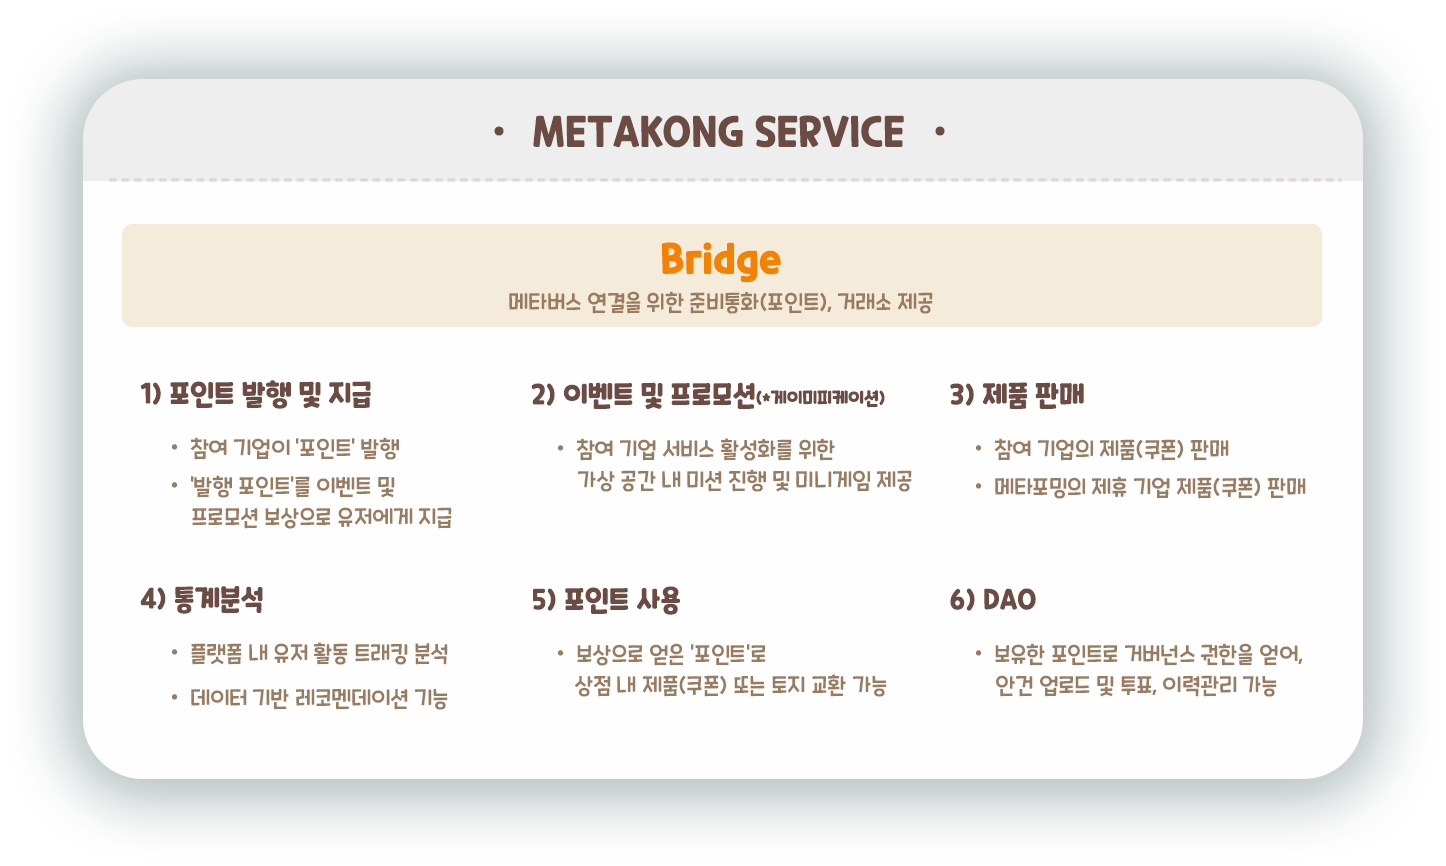 • METAKONG SERVICE •
Bridge
메타버스 연결을 위한 준비통화(포인트), 거래소 제공
1) 포인트 발행 및 지급
• 참여 기업이 '포인트' 발행
• '발행 포인트'를 이벤트 및
프로모션 보상으로 유저에게 지급
2) 이벤트 및 프로모션(*게이미피케이션)
• 참여 기업 서비스 활성화를 위한
가상 공간 내 미션 진행 및 미니게임 제공
3) 제품 판매
• 참여 기업의 제품(쿠폰) 판매
• 메타포밍의 제휴 기업 제품(쿠폰) 판매
4) 통계분석
• 플랫폼 내 유저 활동 트래킹 분석
• 데이터 기반 레코멘데이션 기능
5) 포인트 사용
• 보상으로 얻은 '포인트'로
상점 내 제품(쿠폰) 또는 토지 교환 가능
6) DAO
• 보유한 포인트로 거버넌스 권한을 얻어,
안건 업로드 및 투표, 이력관리 가능